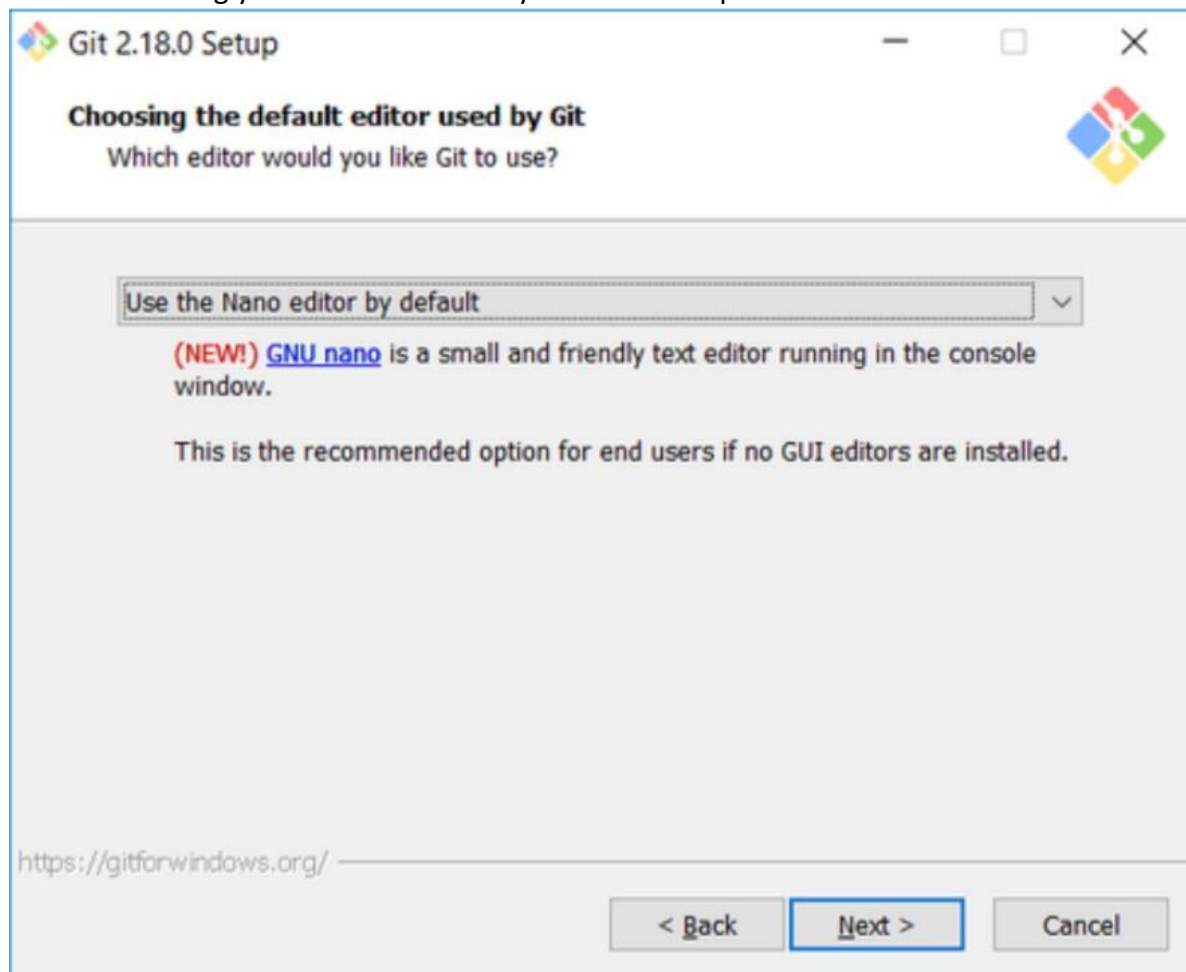 Git 2.18.0 Setup
Choosing the default editor used by Git
Which editor would you like Git to use?
Use the Nano editor by default
(NEW!) GNU nano is a small and friendly text editor running in the console
window.
This is the recommended option for end users if no GUI editors are installed.
https://gitforwindows.org/
< Back
Next >
Cancel